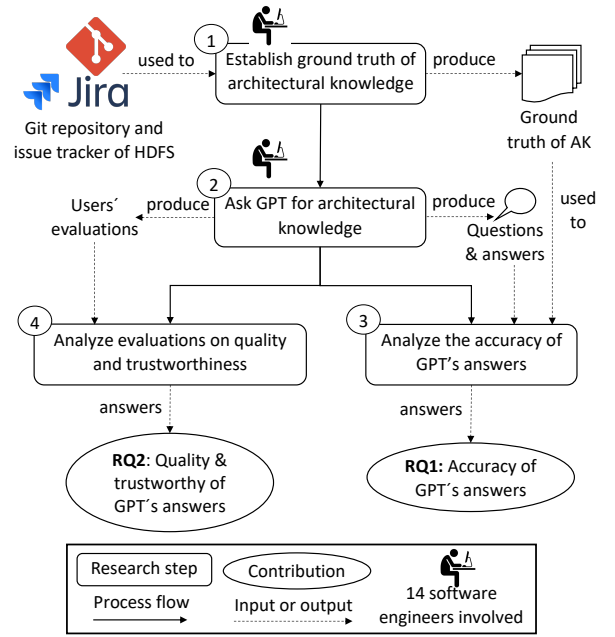 1
used to
Establish ground truth of
architectural knowledge
produce
Jira
Git repository and
issue tracker of HDFS
Ground
truth of AK
2
Ask GPT for architectural
knowledge
produce
Users´
evaluations
produce
Questions
& answers
used
to
4
Analyze evaluations on quality
and trustworthiness
3
Analyze the accuracy of
GPT's answers
answers
answers
RQ2: Quality &
trustworthy of
GPT´s answers
RQ1: Accuracy of
GPT´s answers
Research step
Contribution
Process flow
Input or output
14 software
engineers involved